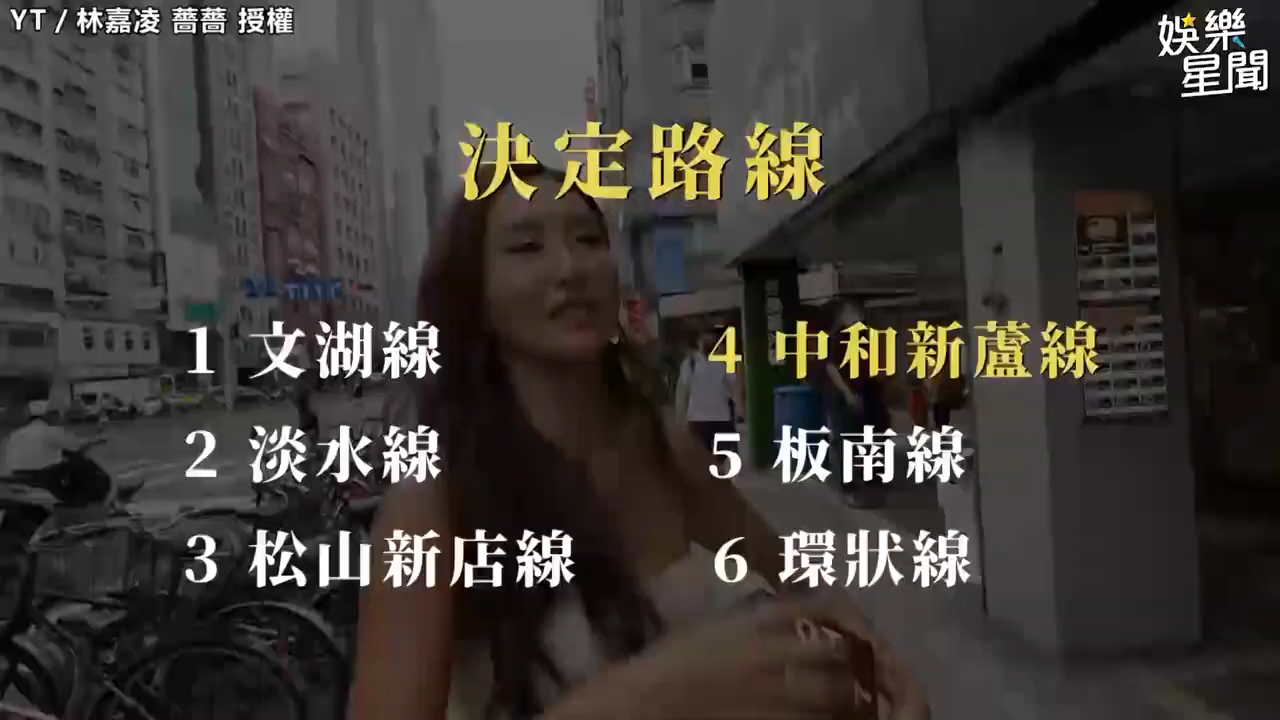 YT / 林嘉凌 薔薔 授權
娛樂
星聞
決定路線
1 文湖線
2 淡水線
3 松山新店線
4 中和新蘆線
5 板南線
6 環狀線